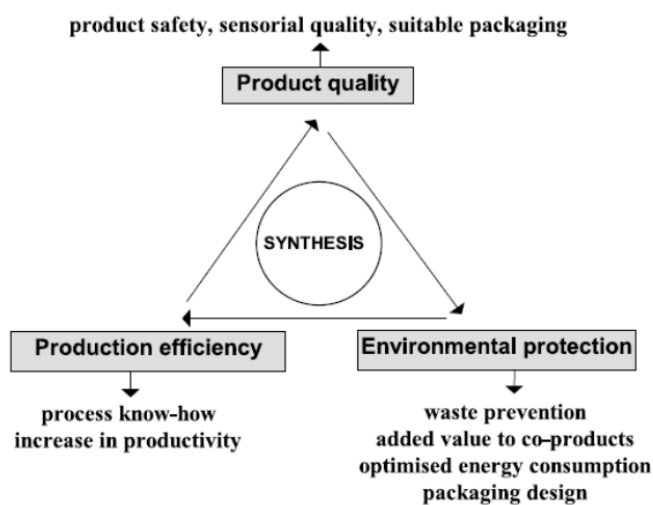 product safety, sensorial quality, suitable packaging
Product quality
SYNTHESIS
Production efficiency
process know-how
increase in productivity
Environmental protection
waste prevention
added value to co-products
optimised energy consumption
packaging design